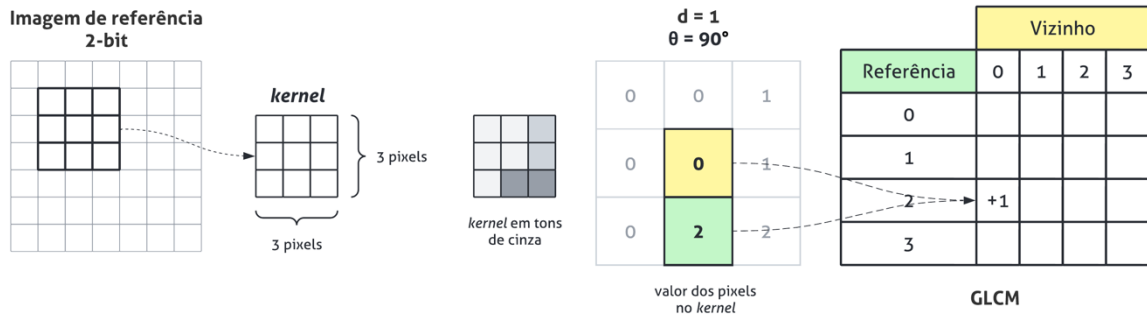 Imagem de referência
2-bit
kernel
3 pixels
3 pixels
kernel em tons
de cinza
d = 1
θ = 90°
0 0 1
0 0 1
0 2 2
valor dos pixels
no kernel
Vizinho
Referência 0 1 2 3
0
1
2 +1
3
GLCM